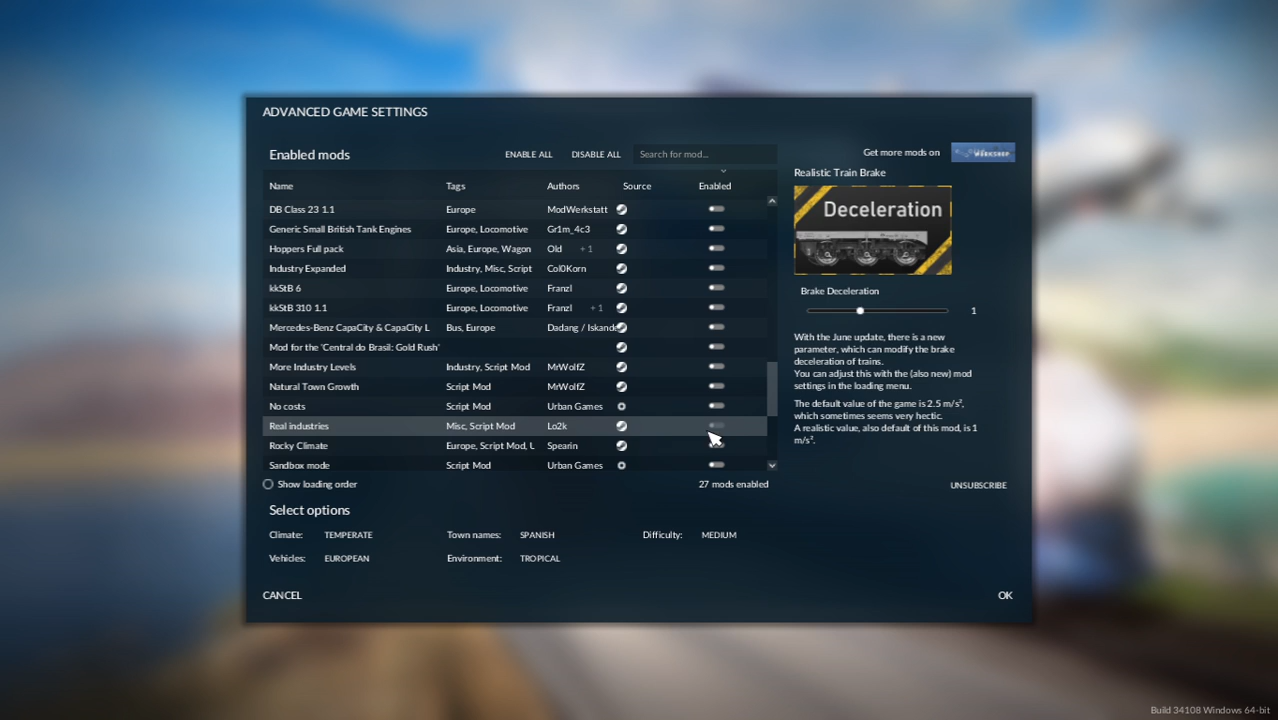 ADVANCED GAME SETTINGS
Enabled mods ENABLE ALL DISABLE ALL Search for mod... Get more mods on WORKSHOP
Name Tags Authors Source Enabled
DB Class 23 1.1 Europe ModWerkstatt
Generic Small British Tank Engines Europe, Locomotive Gr1m_4c3
Hoppers Full pack Asia, Europe, Wagon Old + 1
Industry Expanded Industry, Misc, Script Col0Korn
kkStB 6 Europe, Locomotive Franzl
kkStB 310 1.1 Europe, Locomotive Franzl + 1
Mercedes-Benz CapaCity & CapaCity L Bus, Europe Dadang / Iskande
Mod for the 'Central do Brasil: Gold Rush'
More Industry Levels Industry, Script Mod MrWolfZ
Natural Town Growth Script Mod MrWolfZ
No costs Script Mod Urban Games
Real industries Misc, Script Mod Lo2k
Rocky Climate Europe, Script Mod, U Spearin
Sandbox mode Script Mod Urban Games
Show loading order 27 mods enabled
Realistic Train Brake
Deceleration
Brake Deceleration
1
With the June update, there is a new
parameter, which can modify the brake
deceleration of trains.
You can adjust this with the (also new) mod
settings in the loading menu.
The default value of the game is 2.5 m/s²,
which sometimes seems very hectic.
A realistic value, also default of this mod, is 1
m/s².
UNSUBSCRIBE
Select options
Climate: TEMPERATE Town names: SPANISH Difficulty: MEDIUM
Vehicles: EUROPEAN Environment: TROPICAL
CANCEL OK
Build 34108 Windows 64-bit